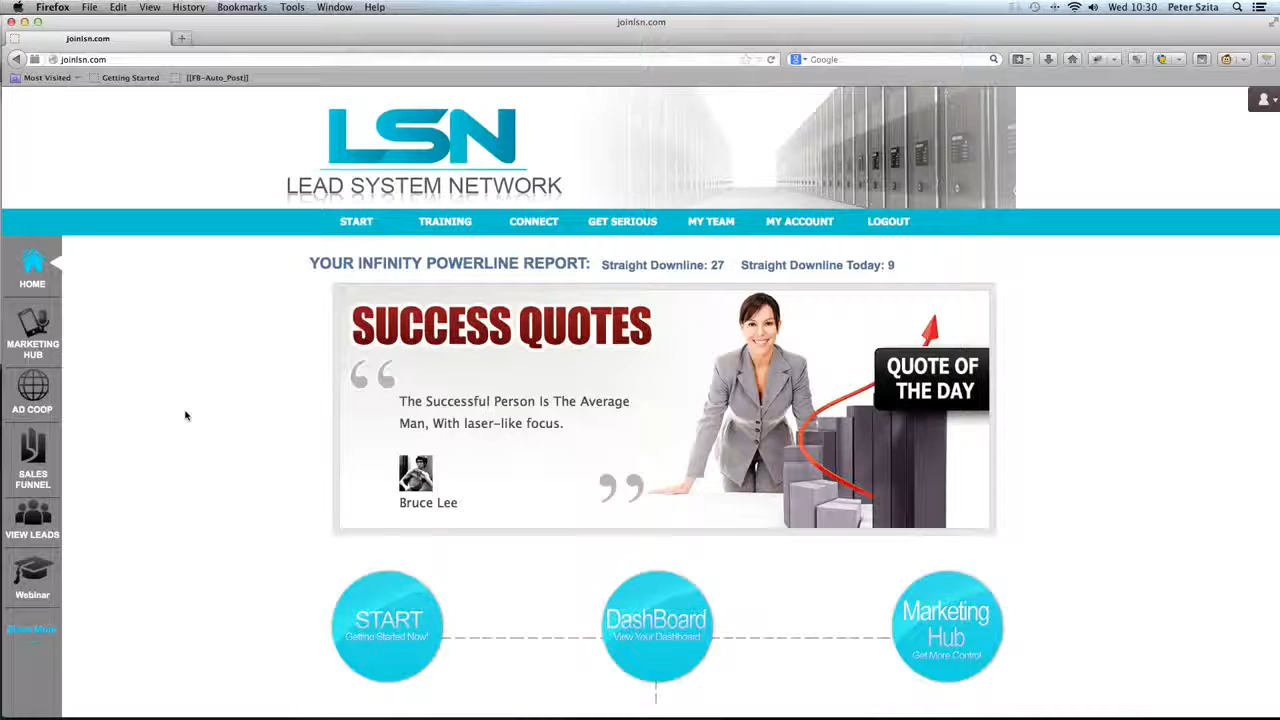 Firefox File Edit View History Bookmarks Tools Window Help Wed 10:30 Peter Szita
joinlsn.com
joinlsn.com
joinlsn.com Google
Most Visited Getting Started [[FB-Auto_Post]]
LSN
LEAD SYSTEM NETWORK
START TRAINING CONNECT GET SERIOUS MY TEAM MY ACCOUNT LOGOUT
YOUR INFINITY POWERLINE REPORT: Straight Downline: 27 Straight Downline Today: 9
HOME
MARKETING
HUB
AD COOP
SALES
FUNNEL
VIEW LEADS
Webinar
SUCCESS QUOTES
“
The Successful Person Is The Average
Man, With laser-like focus.
”
Bruce Lee
QUOTE OF
THE DAY
START
Getting Started Now!
DashBoard
View Your Dashboard
Marketing
Hub
Get More Control